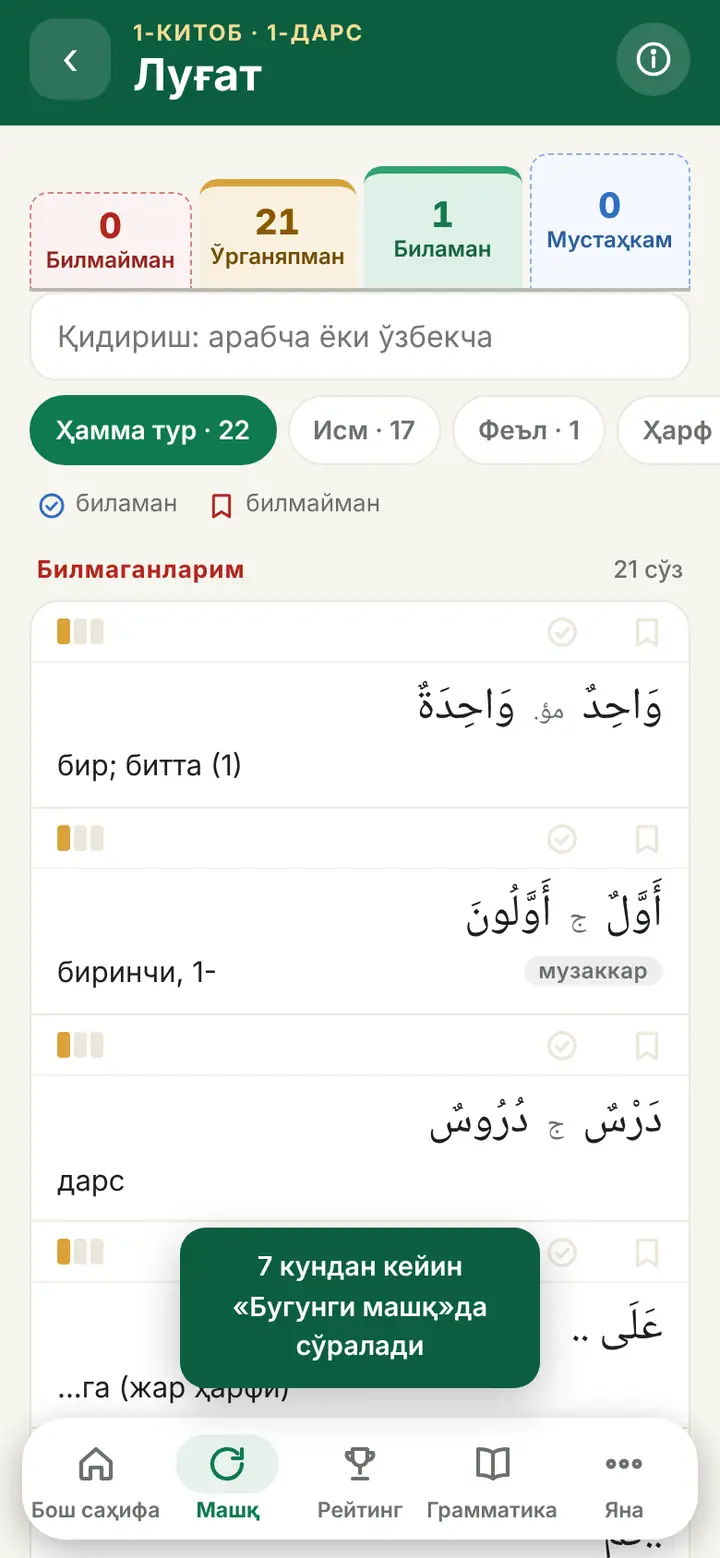 1-КИТОБ · 1-ДАРС
Луғат
0
Билмайман
21
Ўрганяпман
1
Биламан
0
Мустаҳкам
Қидириш: арабча ёки ўзбекча
Ҳамма тур · 22
Исм · 17
Феъл · 1
Ҳарф
биламан
билмайман
Билмаганларим
21 сўз
وَاحِدٌ مؤ. وَاحِدَةٌ
бир; битта (1)
أَوَّلٌ ج أَوَّلُونَ
биринчи, 1-
музаккар
دَرْسٌ ج دُرُوسٌ
дарс
عَلَى ..
...га (жар ҳарфи)
7 кундан кейин
«Бугунги машқ»да
сўралади
Бош саҳифа
Машқ
Рейтинг
Грамматика
Яна